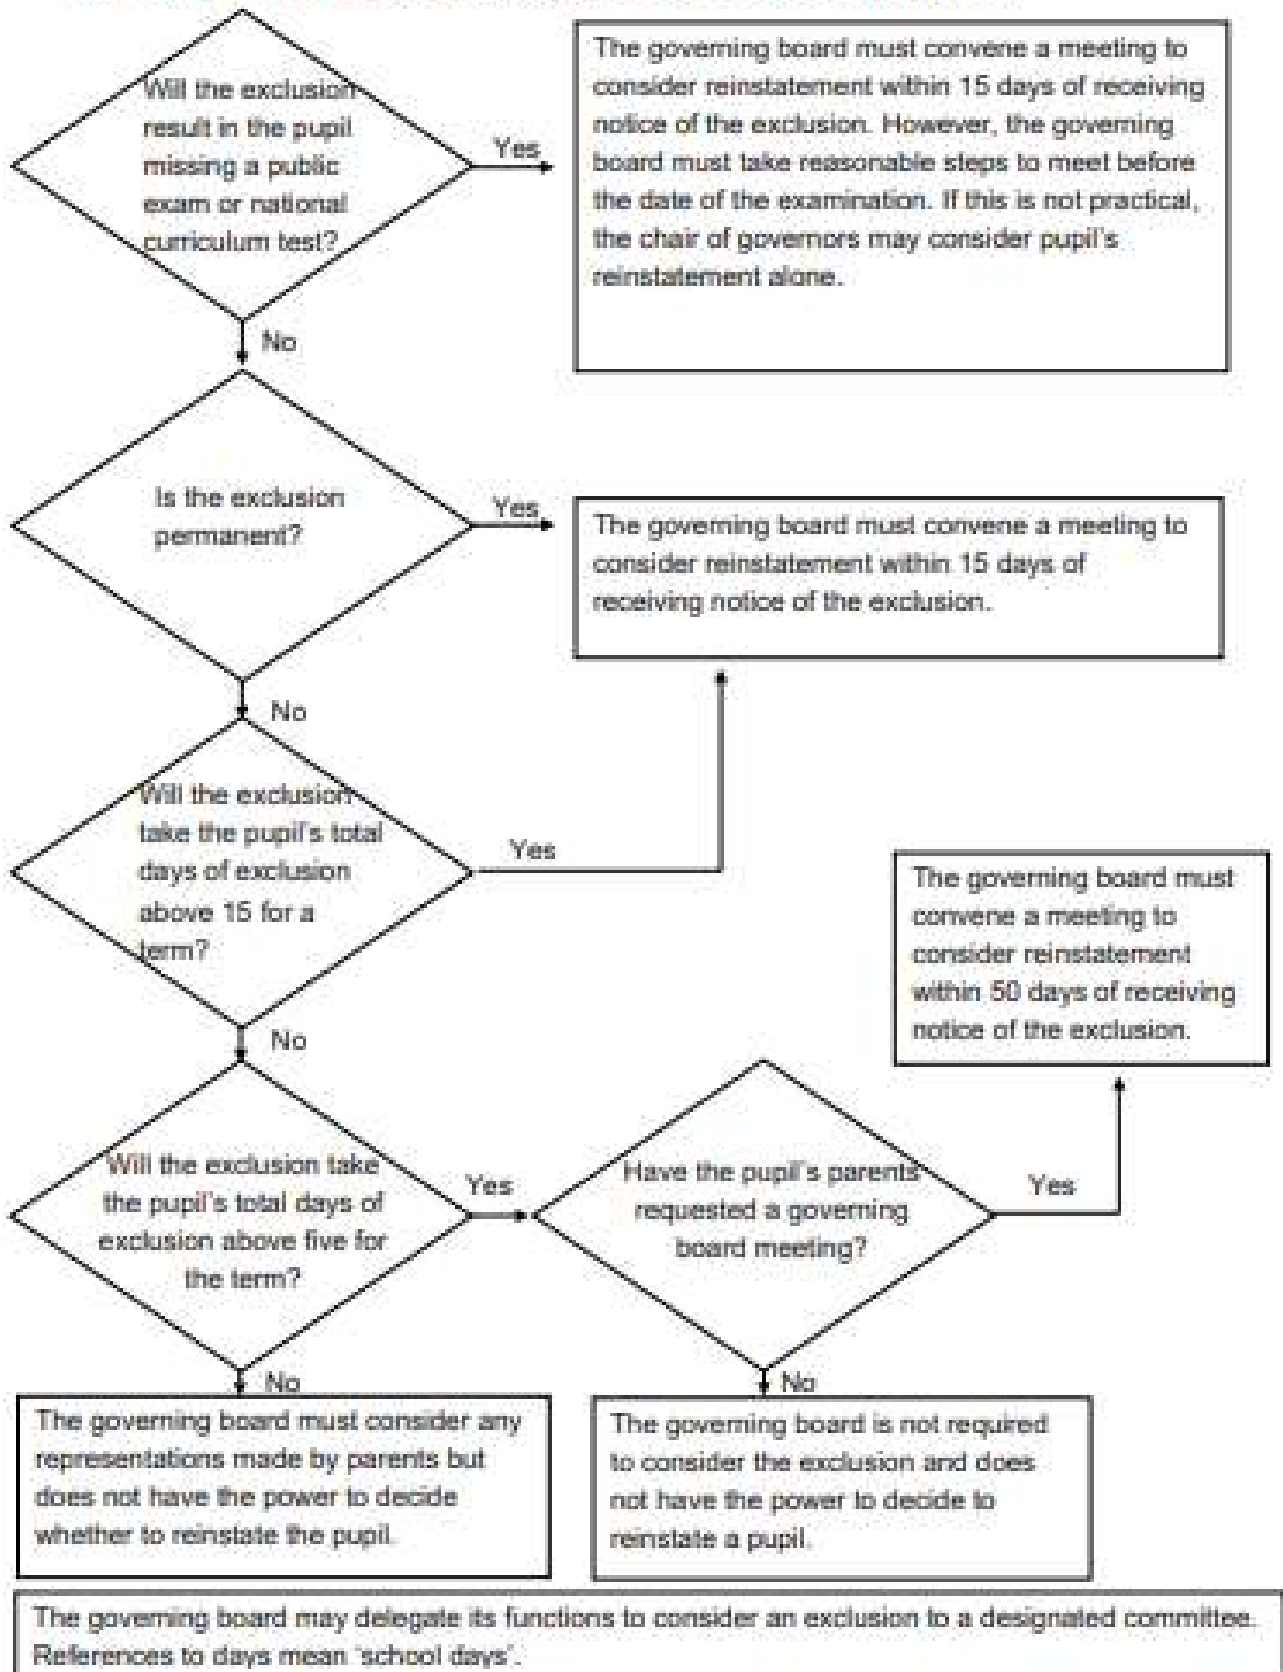 Will the exclusion
result in the pupil
missing a public
exam or national
curriculum test?
Yes
The governing board must convene a meeting to
consider reinstatement within 15 days of receiving
notice of the exclusion. However, the governing
board must take reasonable steps to meet before
the date of the examination. If this is not practical,
the chair of governors may consider pupil's
reinstatement alone.
No
Is the exclusion
permanent?
Yes
The governing board must convene a meeting to
consider reinstatement within 15 days of
receiving notice of the exclusion.
No
Will the exclusion
take the pupil's total
days of exclusion
above 15 for a
term?
Yes
The governing board must
convene a meeting to
consider reinstatement
within 50 days of receiving
notice of the exclusion.
No
Will the exclusion take
the pupil's total days of
exclusion above five for
the term?
Yes
Have the pupil's parents
requested a governing
board meeting?
Yes
No
The governing board must consider any
representations made by parents but
does not have the power to decide
whether to reinstate the pupil.
No
The governing board is not required
to consider the exclusion and does
not have the power to decide to
reinstate a pupil.
The governing board may delegate its functions to consider an exclusion to a designated committee.
References to days mean 'school days'.